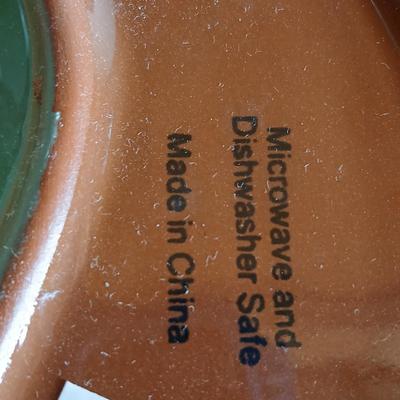 Microwave and
Dishwasher Safe
Made in China